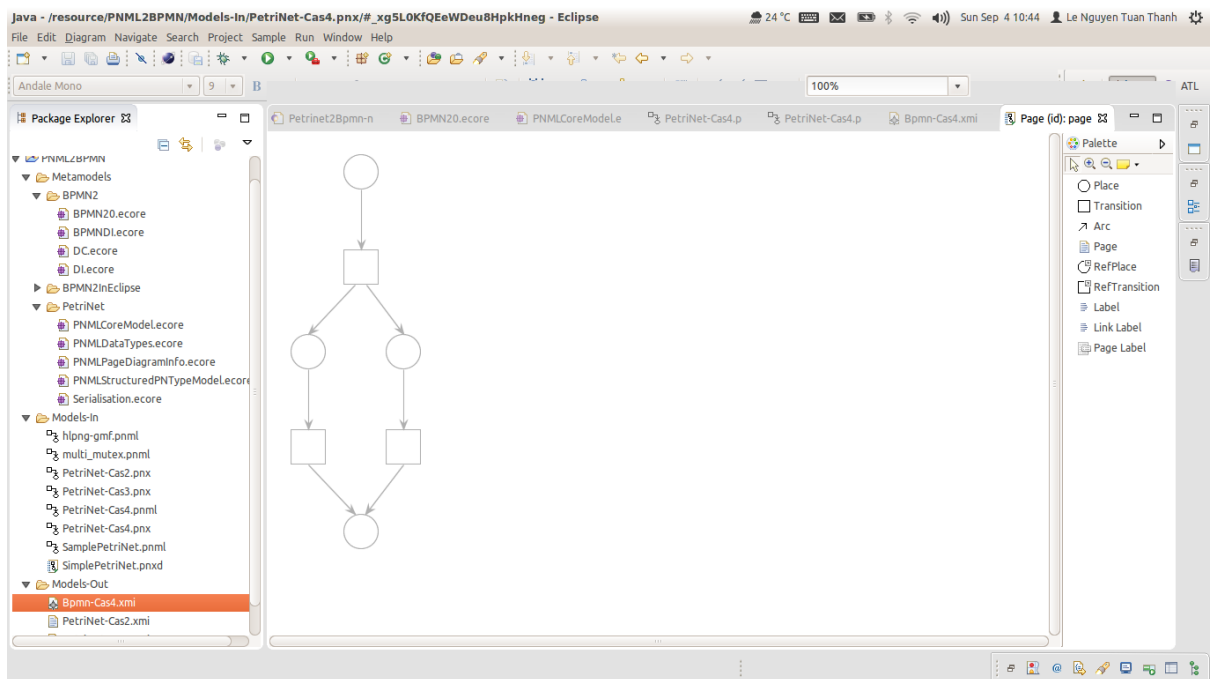 Java - /resource/PNML2BPMN/Models-In/PetriNet-Cas4.pnx/#_xg5L0KfQEeWDeu8HpkHneg - Eclipse
24 °C
Sun Sep 4 10:44
Le Nguyen Tuan Thanh
File Edit Diagram Navigate Search Project Sample Run Window Help
Andale Mono
9
B
100%
ATL
Package Explorer
Petrinet2Bpmn-n
BPMN20.ecore
PNMLCoreModel.e
PetriNet-Cas4.p
PetriNet-Cas4.p
Bpmn-Cas4.xmi
Page (id): page
PNML2BPMN
Metamodels
BPMN2
BPMN20.ecore
BPMNDI.ecore
DC.ecore
DI.ecore
BPMN2InEclipse
PetriNet
PNMLCoreModel.ecore
PNMLDataTypes.ecore
PNMLPageDiagramInfo.ecore
PNMLStructuredPNTypeModel.ecore
Serialisation.ecore
Models-In
hlpng-gmf.pnml
multi_mutex.pnml
PetriNet-Cas2.pnx
PetriNet-Cas3.pnx
PetriNet-Cas4.pnml
PetriNet-Cas4.pnx
SamplePetriNet.pnml
SimplePetriNet.pnxd
Models-Out
Bpmn-Cas4.xmi
PetriNet-Cas2.xmi
Palette
Place
Transition
Arc
Page
RefPlace
RefTransition
Label
Link Label
Page Label